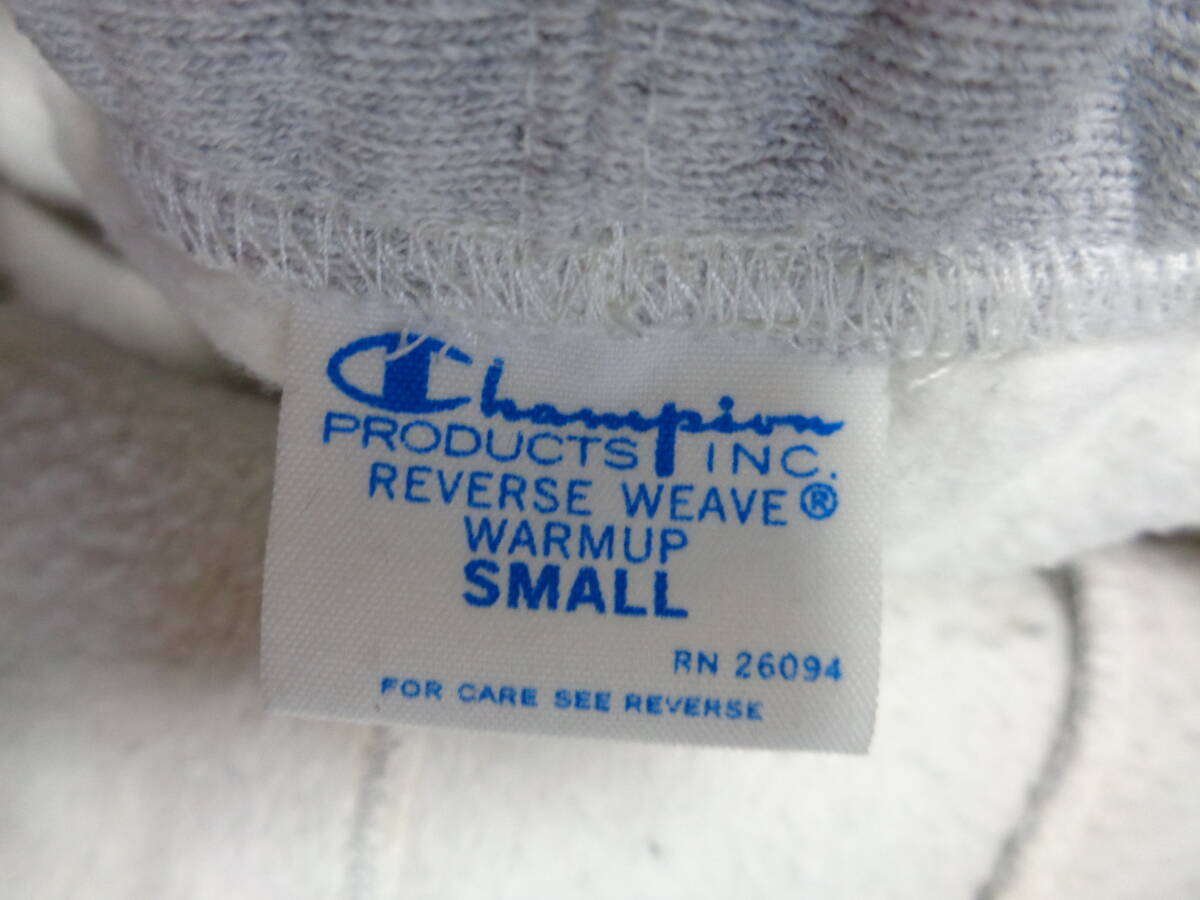 Champion
PRODUCTS INC.
REVERSE WEAVE®
WARMUP
SMALL
RN 26094
FOR CARE SEE REVERSE